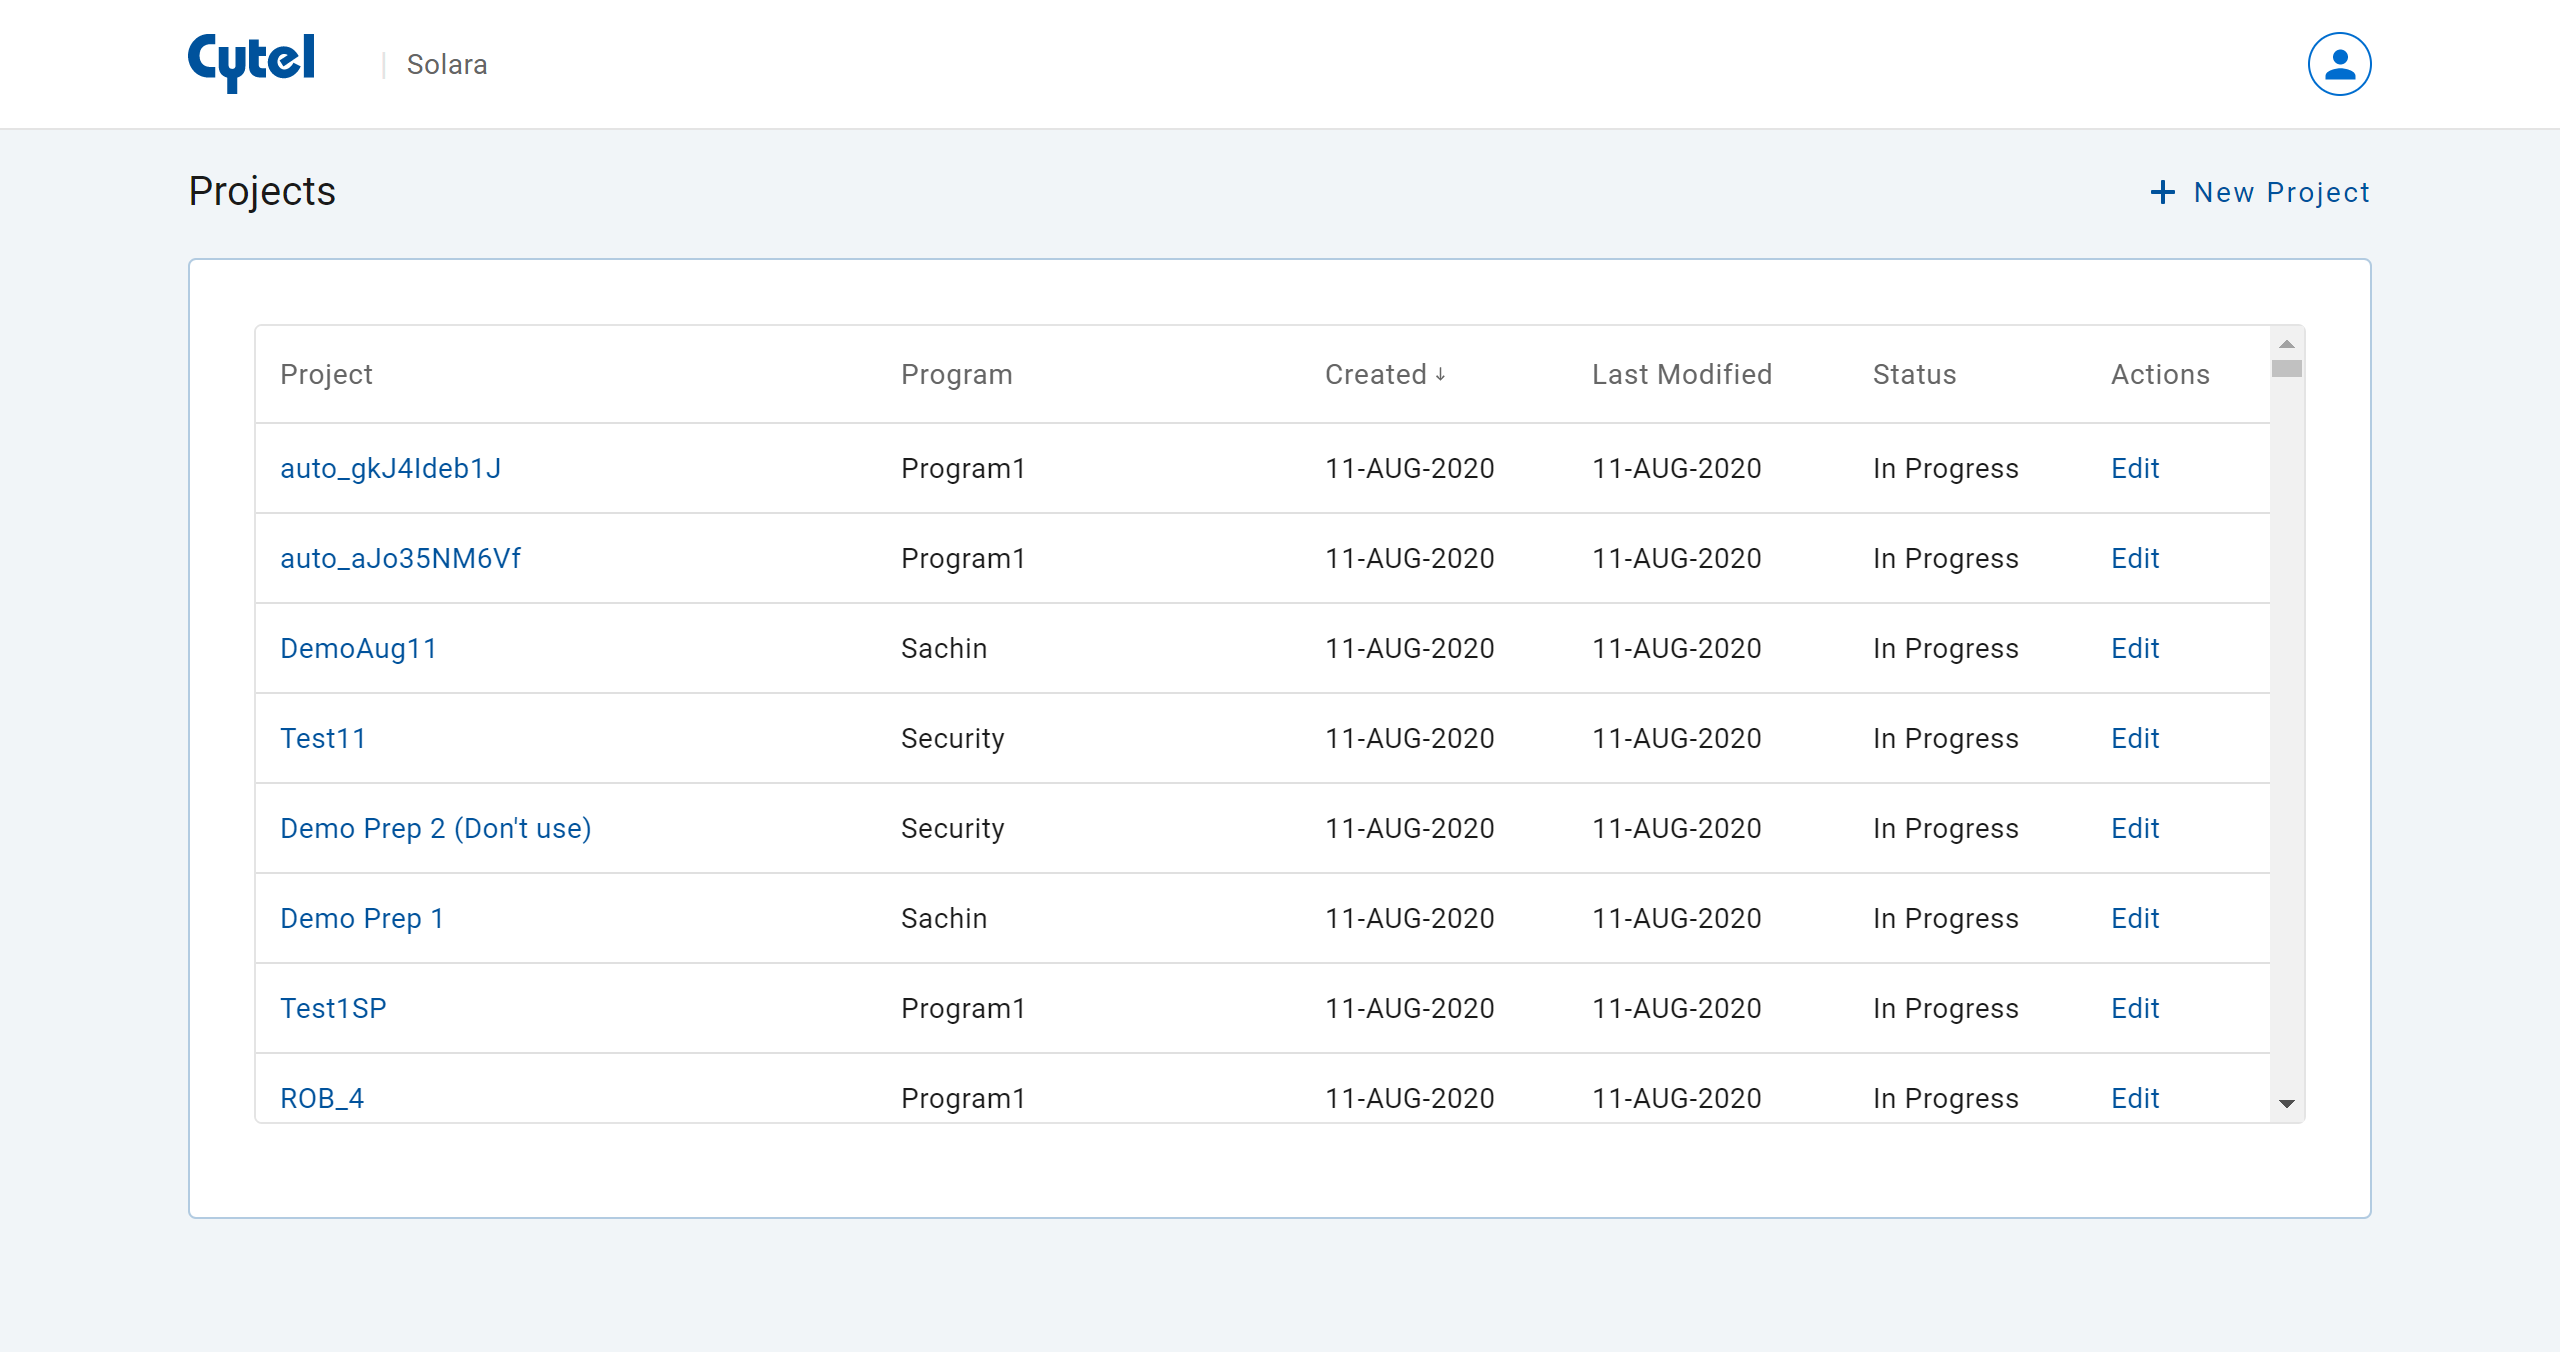 Cytel | Solara
Projects
+ New Project
Project Program Created ↓ Last Modified Status Actions
auto_gkJ4Ideb1J Program1 11-AUG-2020 11-AUG-2020 In Progress Edit
auto_aJo35NM6Vf Program1 11-AUG-2020 11-AUG-2020 In Progress Edit
DemoAug11 Sachin 11-AUG-2020 11-AUG-2020 In Progress Edit
Test11 Security 11-AUG-2020 11-AUG-2020 In Progress Edit
Demo Prep 2 (Don't use) Security 11-AUG-2020 11-AUG-2020 In Progress Edit
Demo Prep 1 Sachin 11-AUG-2020 11-AUG-2020 In Progress Edit
Test1SP Program1 11-AUG-2020 11-AUG-2020 In Progress Edit
ROB_4 Program1 11-AUG-2020 11-AUG-2020 In Progress Edit